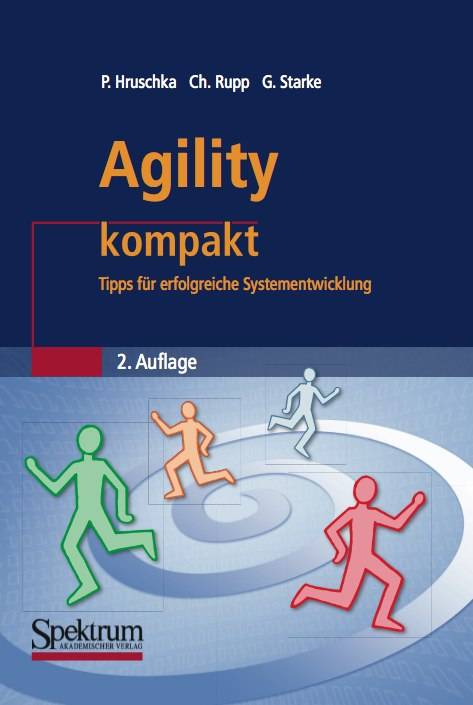 P. Hruschka Ch. Rupp G. Starke
Agility
kompakt
Tipps für erfolgreiche Systementwicklung
2. Auflage
Spektrum
AKADEMISCHER VERLAG